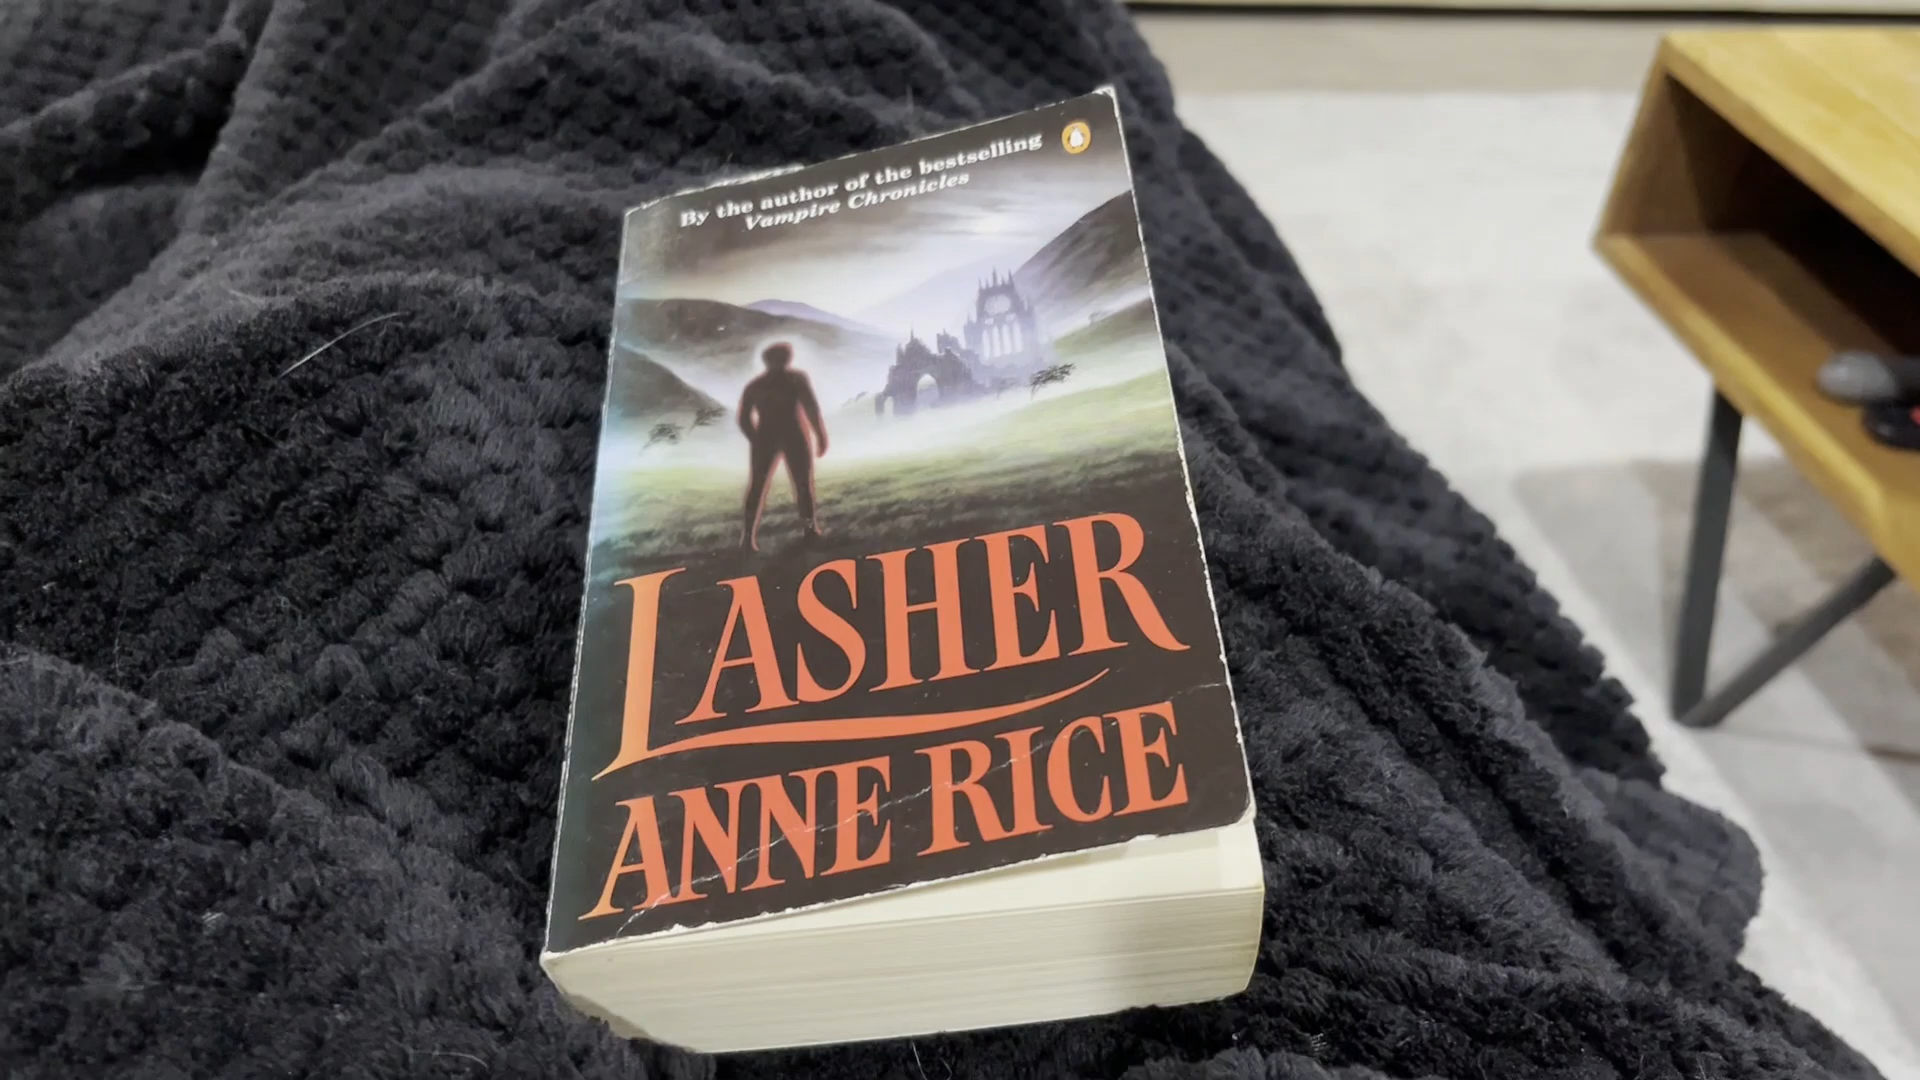 By the author of the bestselling
Vampire Chronicles
LASHER
ANNE RICE